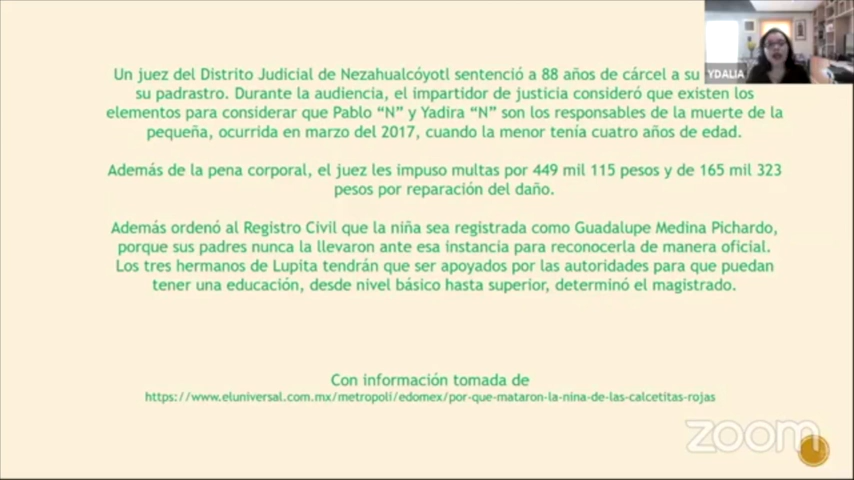 Un juez del Distrito Judicial de Nezahualcóyotl sentenció a 88 años de cárcel a su
su padrastro. Durante la audiencia, el impartidor de justicia consideró que existen los
elementos para considerar que Pablo “N” y Yadira “N” son los responsables de la muerte de la
pequeña, ocurrida en marzo del 2017, cuando la menor tenía cuatro años de edad.
Además de la pena corporal, el juez les impuso multas por 449 mil 115 pesos y de 165 mil 323
pesos por reparación del daño.
Además ordenó al Registro Civil que la niña sea registrada como Guadalupe Medina Pichardo,
porque sus padres nunca la llevaron ante esa instancia para reconocerla de manera oficial.
Los tres hermanos de Lupita tendrán que ser apoyados por las autoridades para que puedan
tener una educación, desde nivel básico hasta superior, determinó el magistrado.
Con información tomada de
https://www.eluniversal.com.mx/metropoli/edomex/por-que-mataron-la-nina-de-las-calcetitas-rojas
YDALIA
zoom